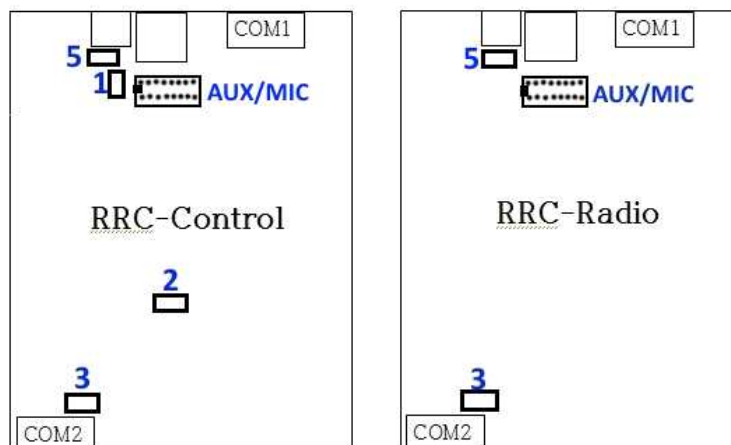 COM1
5
1
AUX/MIC
RRC-Control
2
3
COM2
COM1
5
AUX/MIC
RRC-Radio
3
COM2